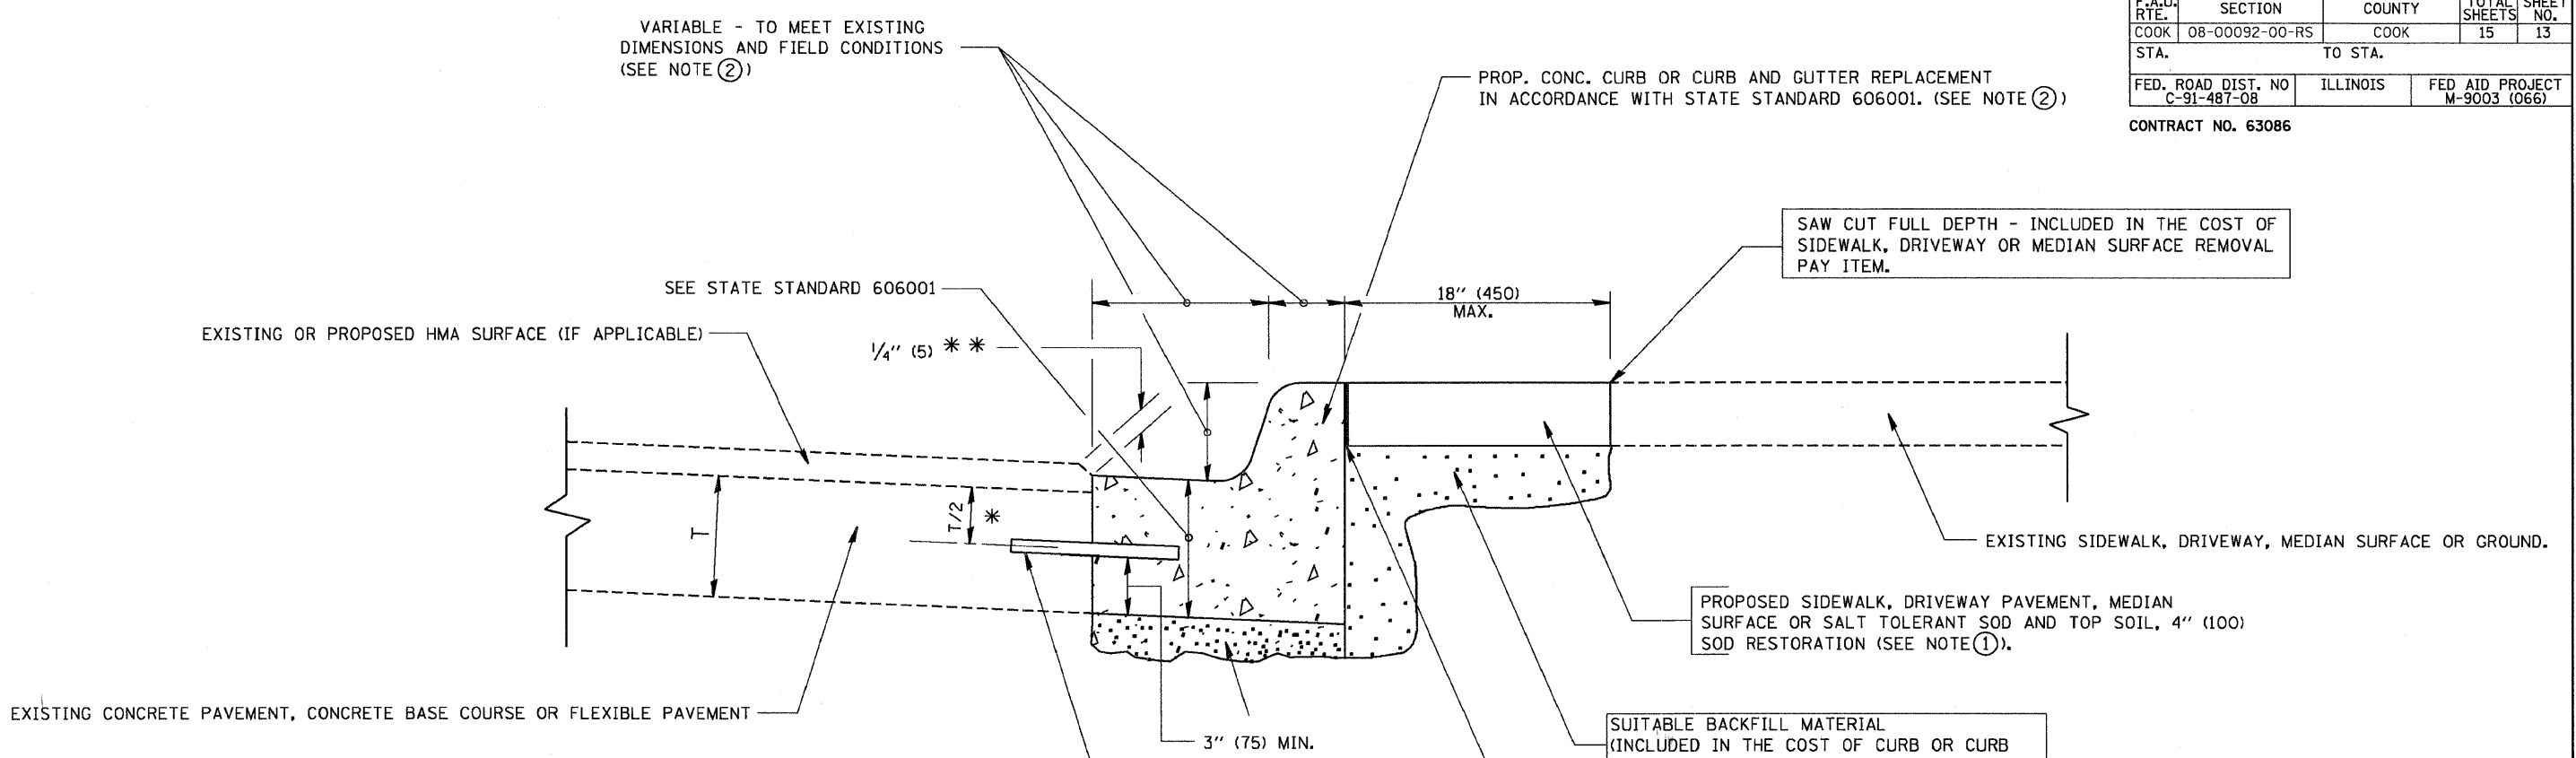 F.A.U. RTE. SECTION COUNTY TOTAL SHEETS SHEET NO.
COOK 08-00092-00-RS COOK 15 13
STA. TO STA.
FED. ROAD DIST. NO ILLINOIS FED AID PROJECT
C-91-487-08 M-9003 (066)
CONTRACT NO. 63086
VARIABLE - TO MEET EXISTING
DIMENSIONS AND FIELD CONDITIONS
(SEE NOTE 2)
PROP. CONC. CURB OR CURB AND GUTTER REPLACEMENT
IN ACCORDANCE WITH STATE STANDARD 606001. (SEE NOTE 2)
SAW CUT FULL DEPTH - INCLUDED IN THE COST OF
SIDEWALK, DRIVEWAY OR MEDIAN SURFACE REMOVAL
PAY ITEM.
SEE STATE STANDARD 606001
18" (450)
MAX.
EXISTING OR PROPOSED HMA SURFACE (IF APPLICABLE)
1/4" (5) * *
T
T/2 *
EXISTING SIDEWALK, DRIVEWAY, MEDIAN SURFACE OR GROUND.
PROPOSED SIDEWALK, DRIVEWAY PAVEMENT, MEDIAN
SURFACE OR SALT TOLERANT SOD AND TOP SOIL, 4" (100)
SOD RESTORATION (SEE NOTE 1).
EXISTING CONCRETE PAVEMENT, CONCRETE BASE COURSE OR FLEXIBLE PAVEMENT
3" (75) MIN.
SUITABLE BACKFILL MATERIAL
(INCLUDED IN THE COST OF CURB OR CURB